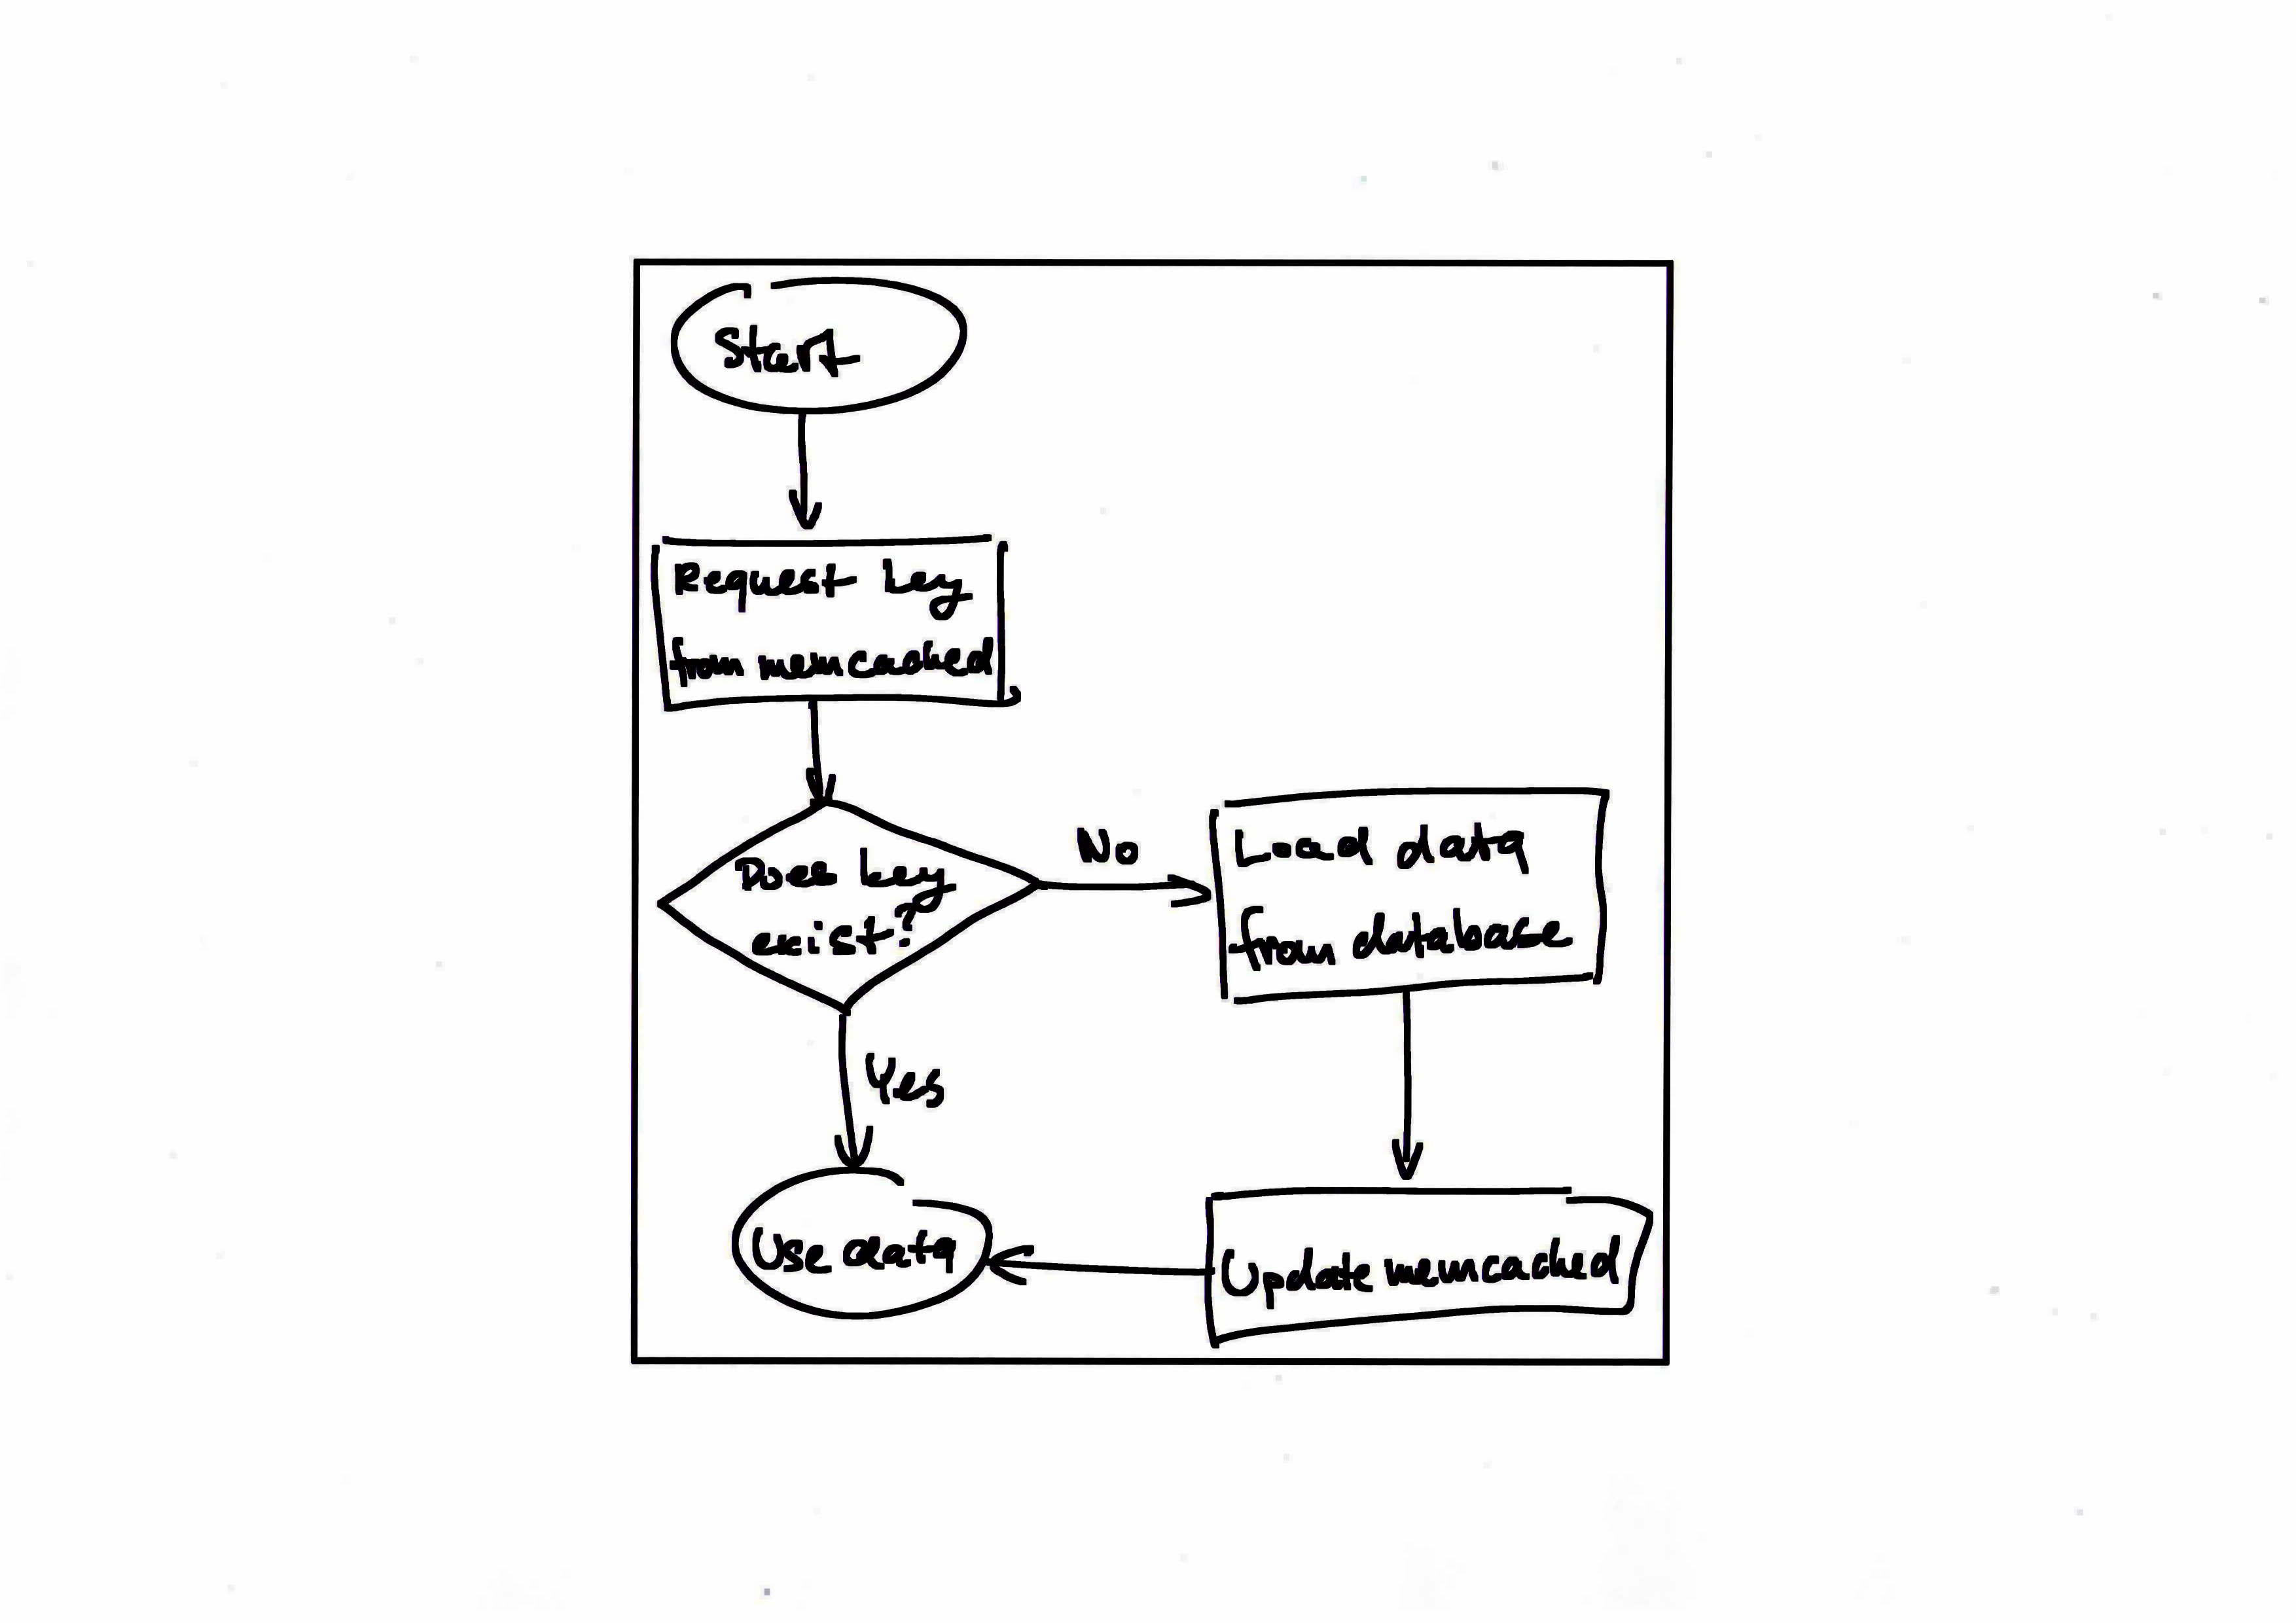 Start
Request key
from memcached
Does key
exist?
No
Load data
from database
Yes
Use data
Update memcached